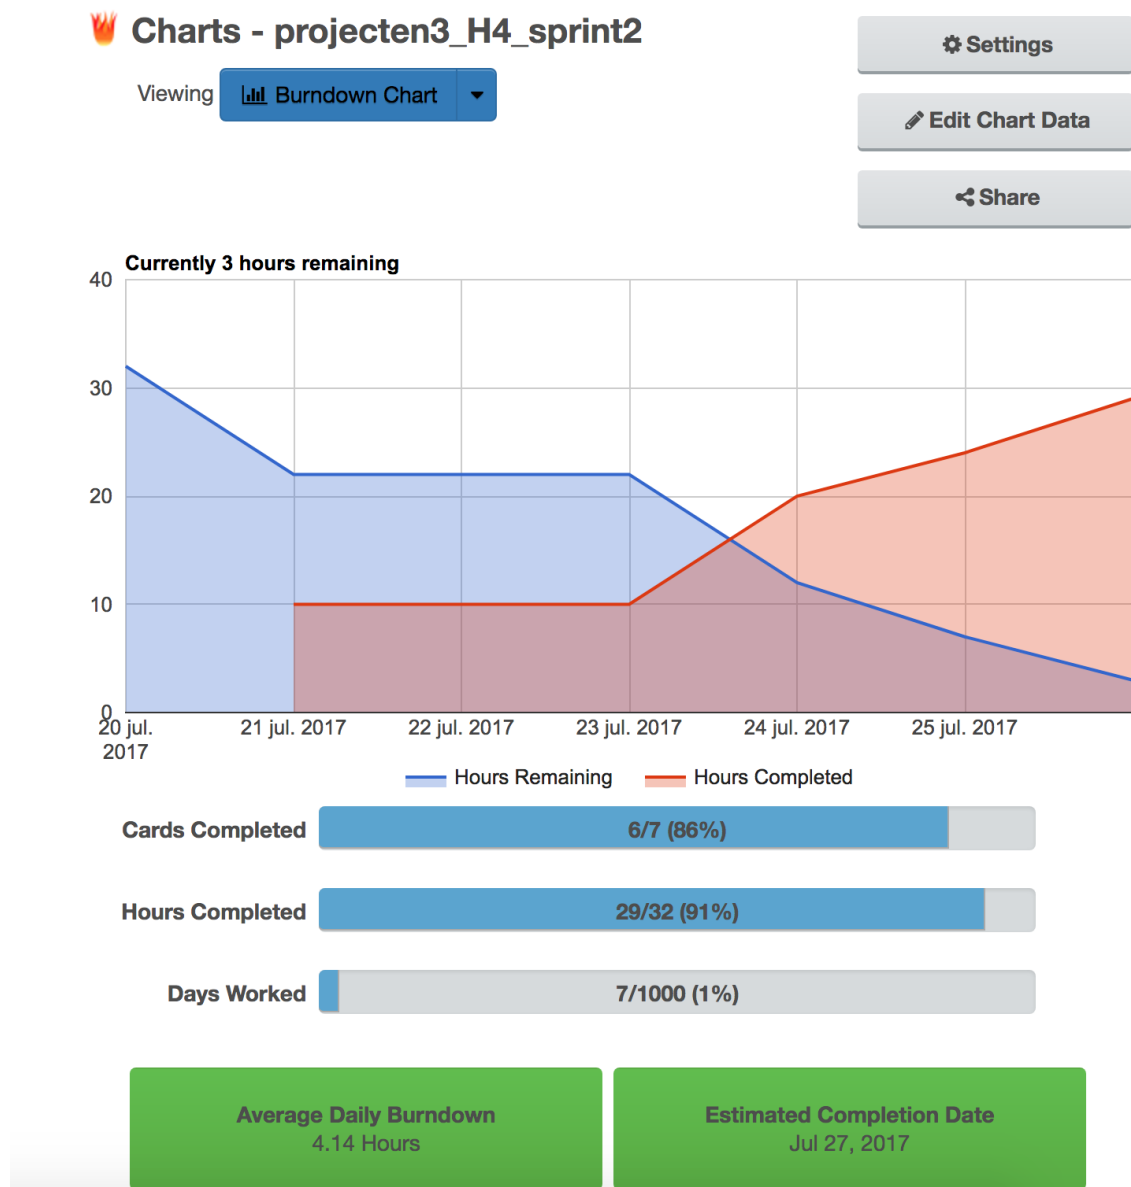 Charts - projecten3_H4_sprint2
Settings
Viewing Burndown Chart
Edit Chart Data
Share
Currently 3 hours remaining
40
30
20
10
0
20 jul. 2017
21 jul. 2017
22 jul. 2017
23 jul. 2017
24 jul. 2017
25 jul. 2017
Hours Remaining
Hours Completed
Cards Completed 6/7 (86%)
Hours Completed 29/32 (91%)
Days Worked 7/1000 (1%)
Average Daily Burndown
4.14 Hours
Estimated Completion Date
Jul 27, 2017